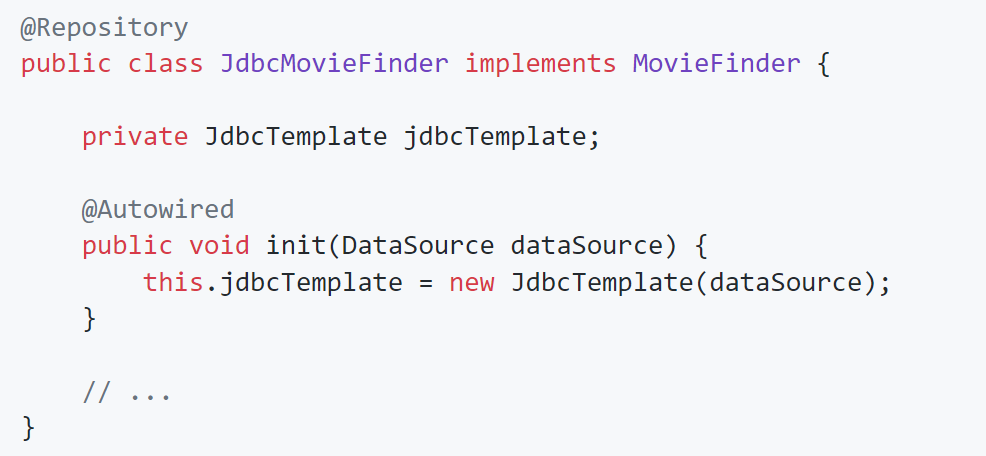 @Repository
public class JdbcMovieFinder implements MovieFinder {
    private JdbcTemplate jdbcTemplate;
    @Autowired
    public void init(DataSource dataSource) {
        this.jdbcTemplate = new JdbcTemplate(dataSource);
    }
    // ...
}